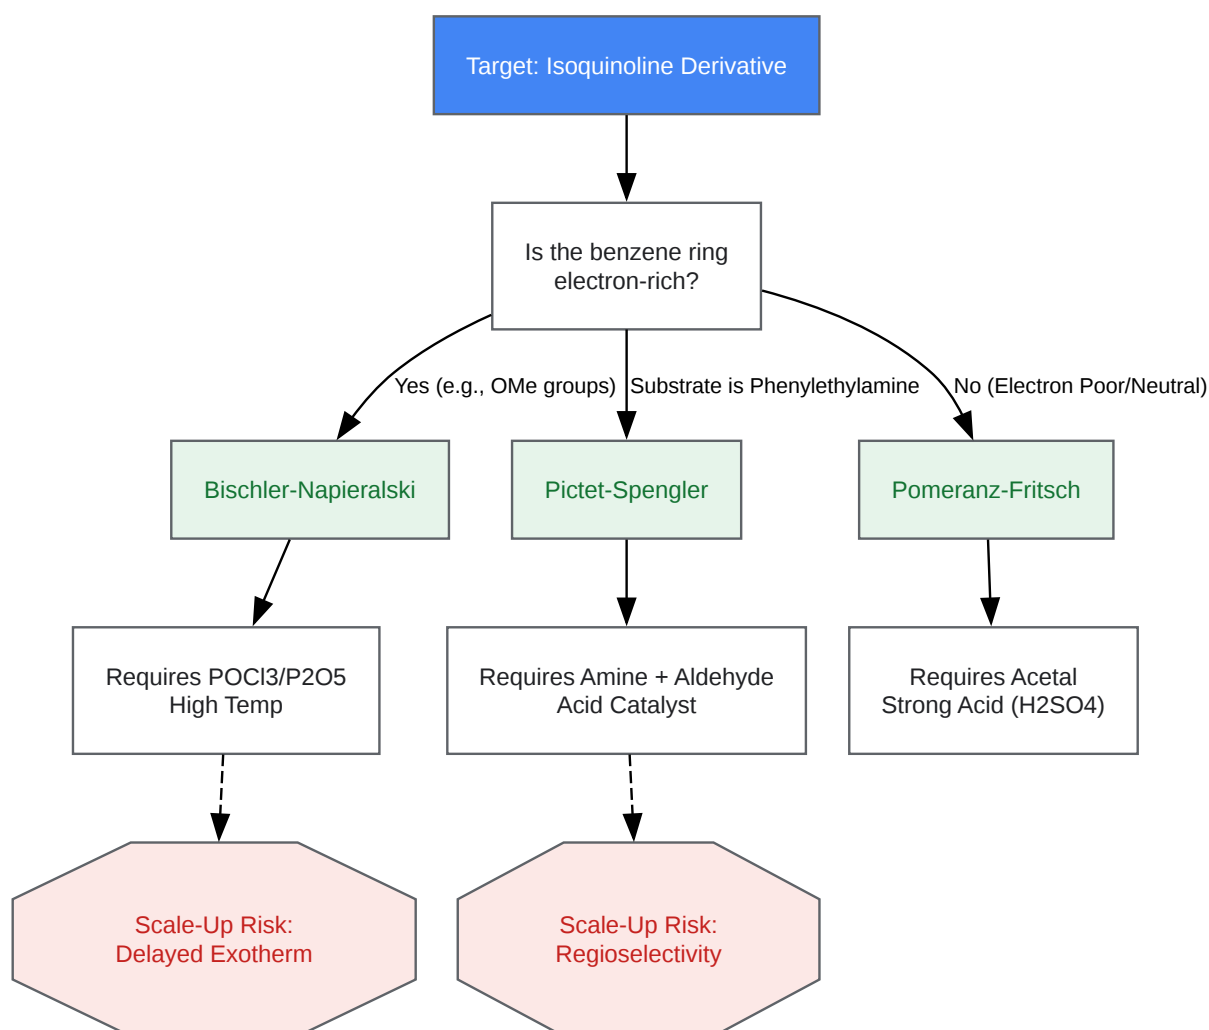 Target: Isoquinoline Derivative
Is the benzene ring
electron-rich?
Yes (e.g., OMe groups)
Substrate is Phenylethylamine
No (Electron Poor/Neutral)
Bischler-Napieralski
Pictet-Spengler
Pomeranz-Fritsch
Requires POCl3/P2O5
High Temp
Requires Amine + Aldehyde
Acid Catalyst
Requires Acetal
Strong Acid (H2SO4)
Scale-Up Risk:
Delayed Exotherm
Scale-Up Risk:
Regioselectivity